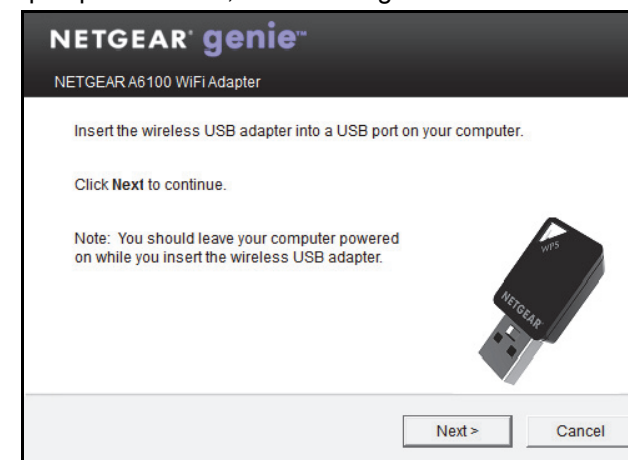 NETGEAR® genie™
NETGEAR A6100 WiFi Adapter
Insert the wireless USB adapter into a USB port on your computer.
Click Next to continue.
Note: You should leave your computer powered
on while you insert the wireless USB adapter.
WPS
NETGEAR®
Next >
Cancel